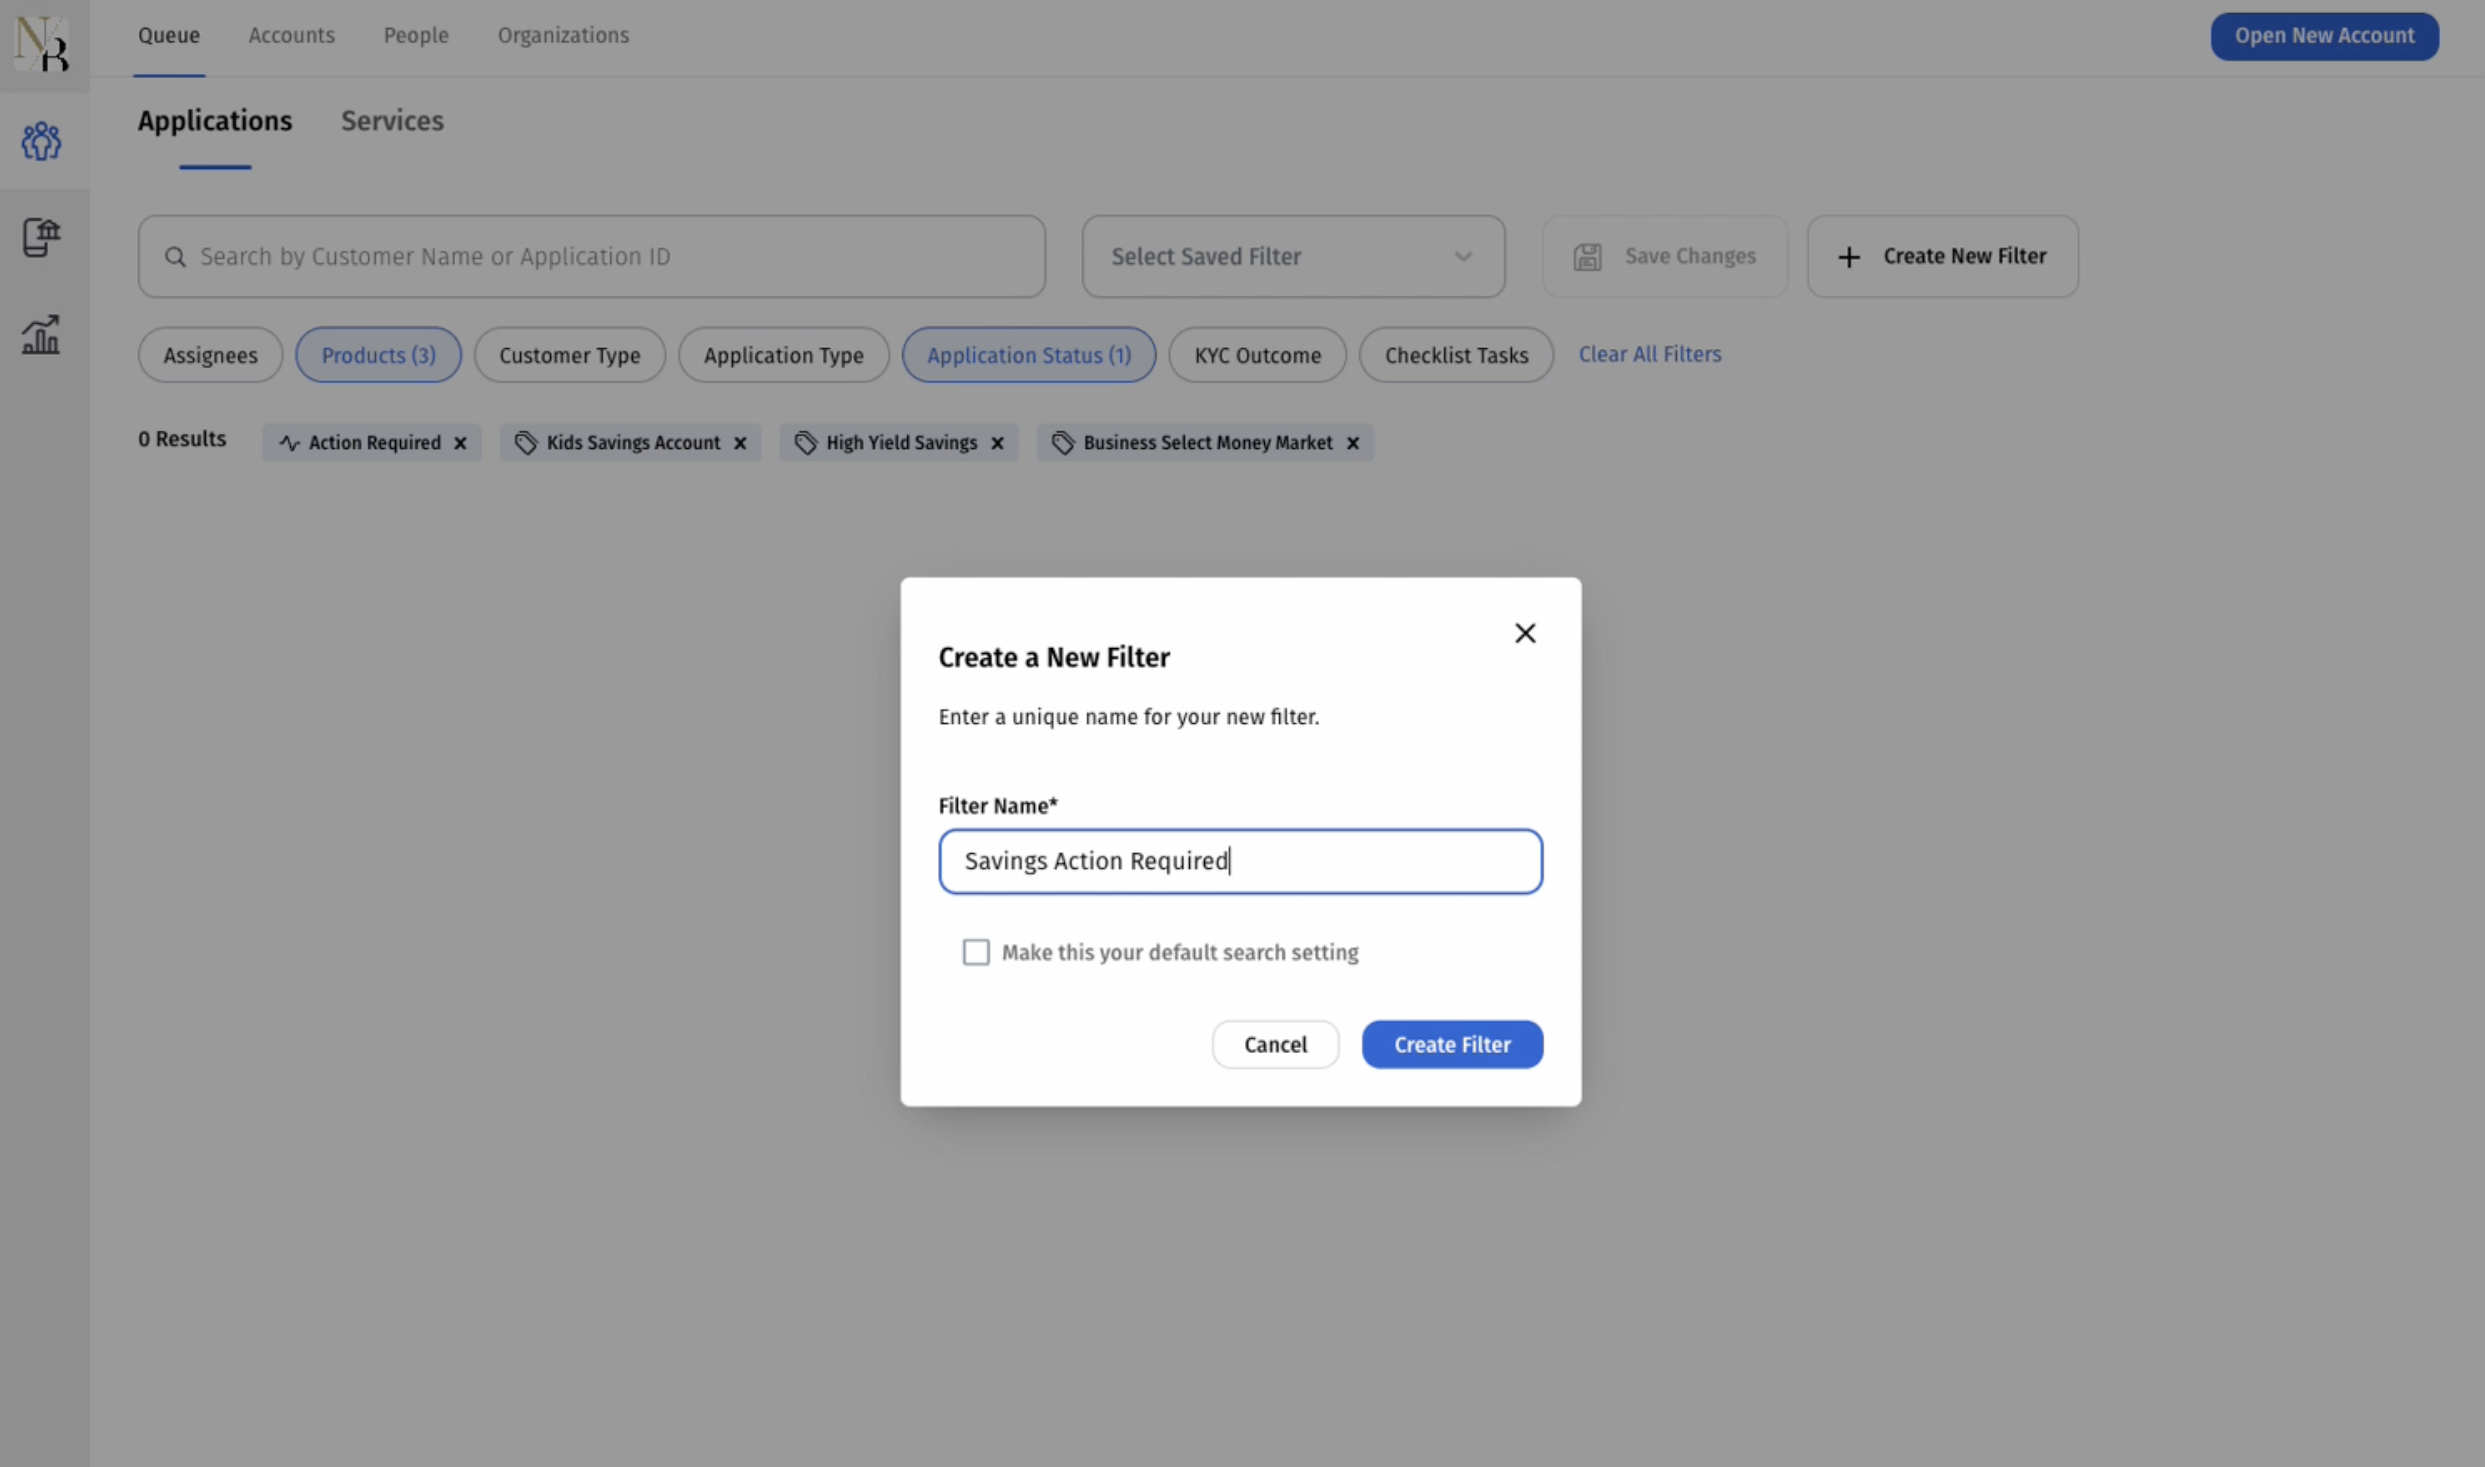 NB
Queue Accounts People Organizations Open New Account
Applications Services
Search by Customer Name or Application ID Select Saved Filter Save Changes Create New Filter
Assignees Products (3) Customer Type Application Type Application Status (1) KYC Outcome Checklist Tasks Clear All Filters
0 Results Action Required Kids Savings Account High Yield Savings Business Select Money Market
Create a New Filter
Enter a unique name for your new filter.
Filter Name*
Savings Action Required
Make this your default search setting
Cancel Create Filter